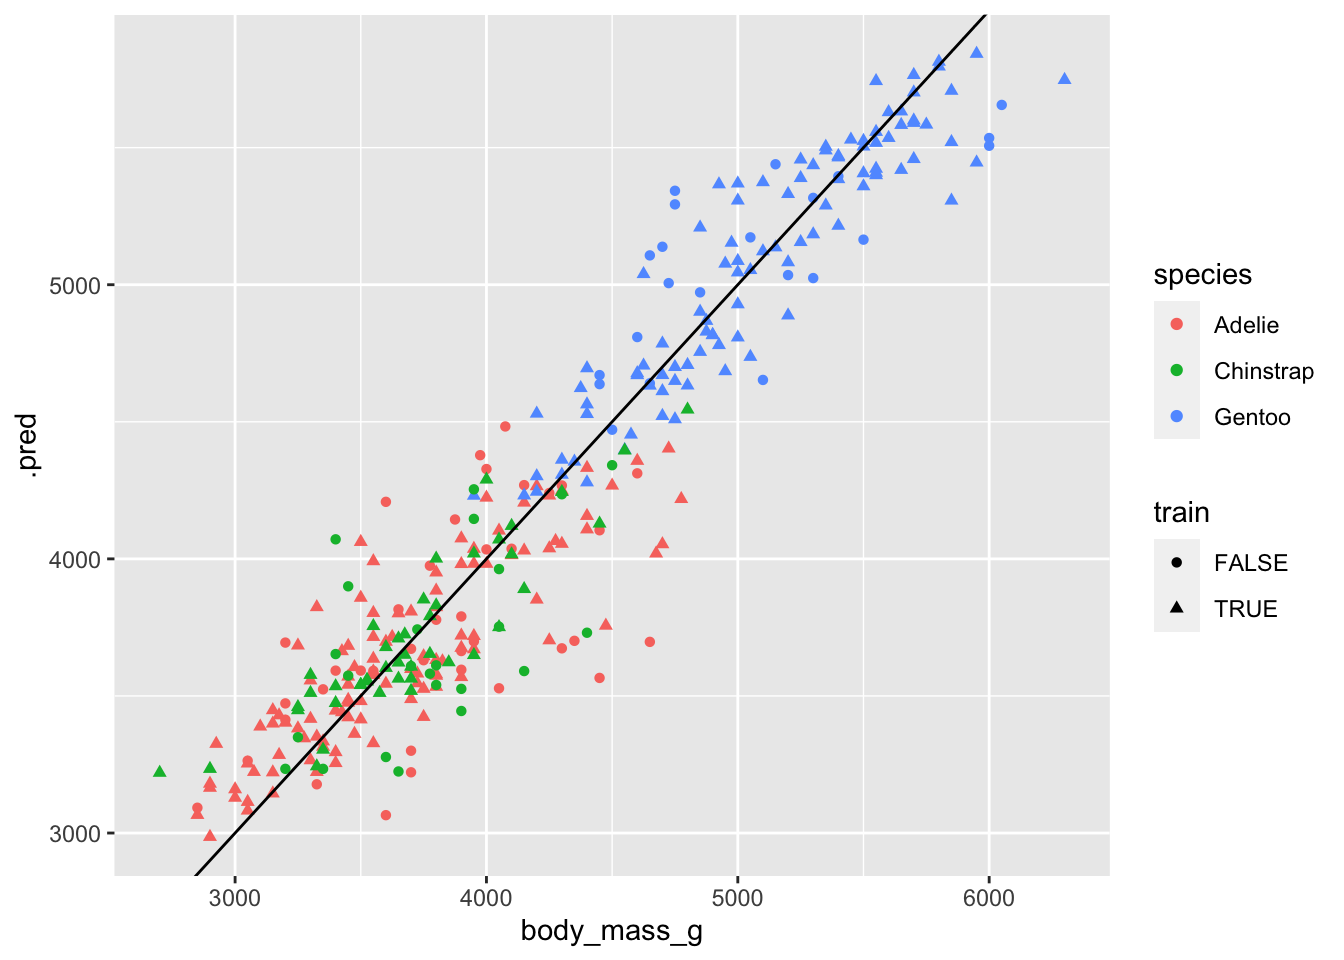 .pred
5000
4000
3000
3000
4000
5000
6000
body_mass_g
species
Adelie
Chinstrap
Gentoo
train
FALSE
TRUE